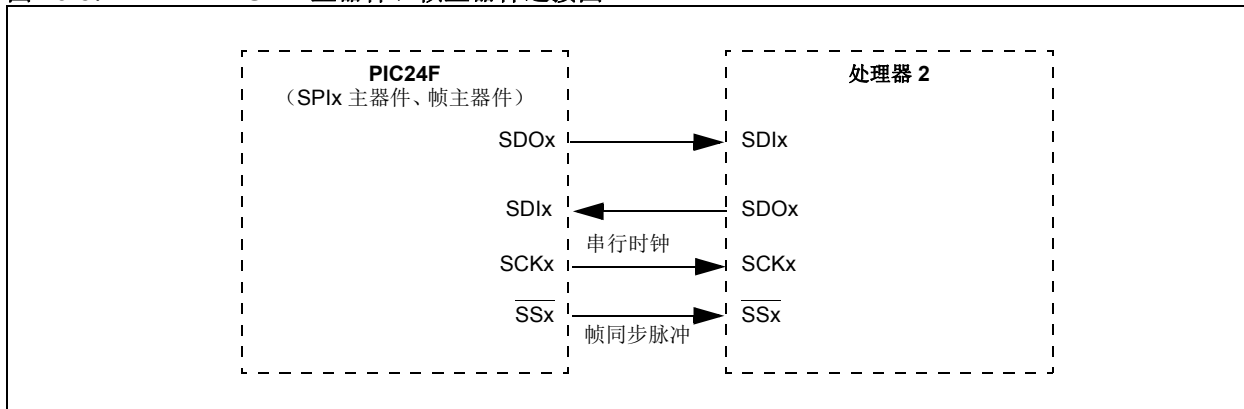 PIC24F
（SPIx 主器件、帧主器件）
处理器 2
SDOx
SDIx
SDIx
SDOx
串行时钟
SCKx
SCKx
SSx
SSx
帧同步脉冲